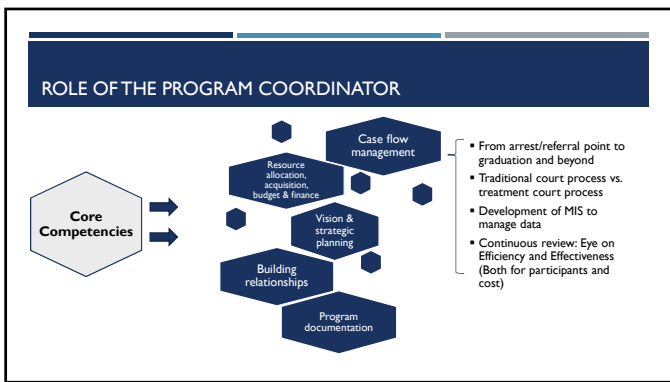 ROLE OF THE PROGRAM COORDINATOR
Core
Competencies
Case flow
management
Resource
allocation,
acquisition,
budget & finance
Vision &
strategic
planning
Building
relationships
Program
documentation
▪ From arrest/referral point to
graduation and beyond
▪ Traditional court process vs.
treatment court process
▪ Development of MIS to
manage data
▪ Continuous review: Eye on
Efficiency and Effectiveness
(Both for participants and
cost)